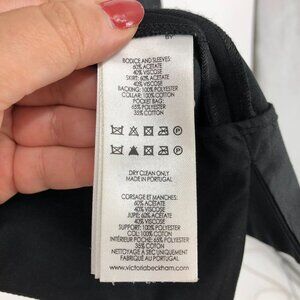 BY
BODICE AND SLEEVES:
60% ACETATE
40% VISCOSE
SKIRT: 60% ACETATE
40% VISCOSE
BACKING: 100% POLYESTER
COLLAR: 100% COTTON
POCKET BAG:
65% POLYESTER
35% COTTON
DRY CLEAN ONLY
MADE IN PORTUGAL
CORSAGE ET MANCHES:
60% ACETATE
40% VISCOSE
JUPE: 60% ACETATE
40% VISCOSE
SUPPORT: 100% POLYESTER
COL: 100% COTTON
INTÉRIEUR POCHE: 65% POLYESTER
35% COTTON
NETTOYAGE A SEC UNIQUEMENT
FABRIQUÉ AU PORTUGAL
www.victoriabeckham.com